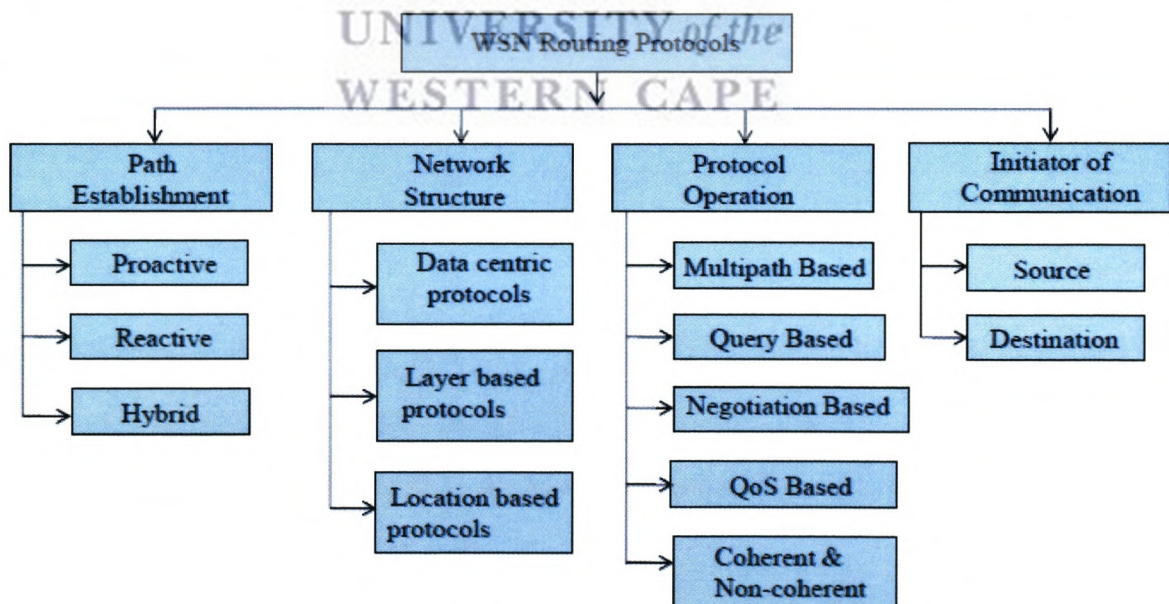 UNIVERSITY of the
WSN Routing Protocols
WESTERN CAPE
Path
Establishment
Proactive
Reactive
Hybrid
Network
Structure
Data centric
protocols
Layer based
protocols
Location based
protocols
Protocol
Operation
Multipath Based
Query Based
Negotiation Based
QoS Based
Coherent &
Non-coherent
Initiator of
Communication
Source
Destination